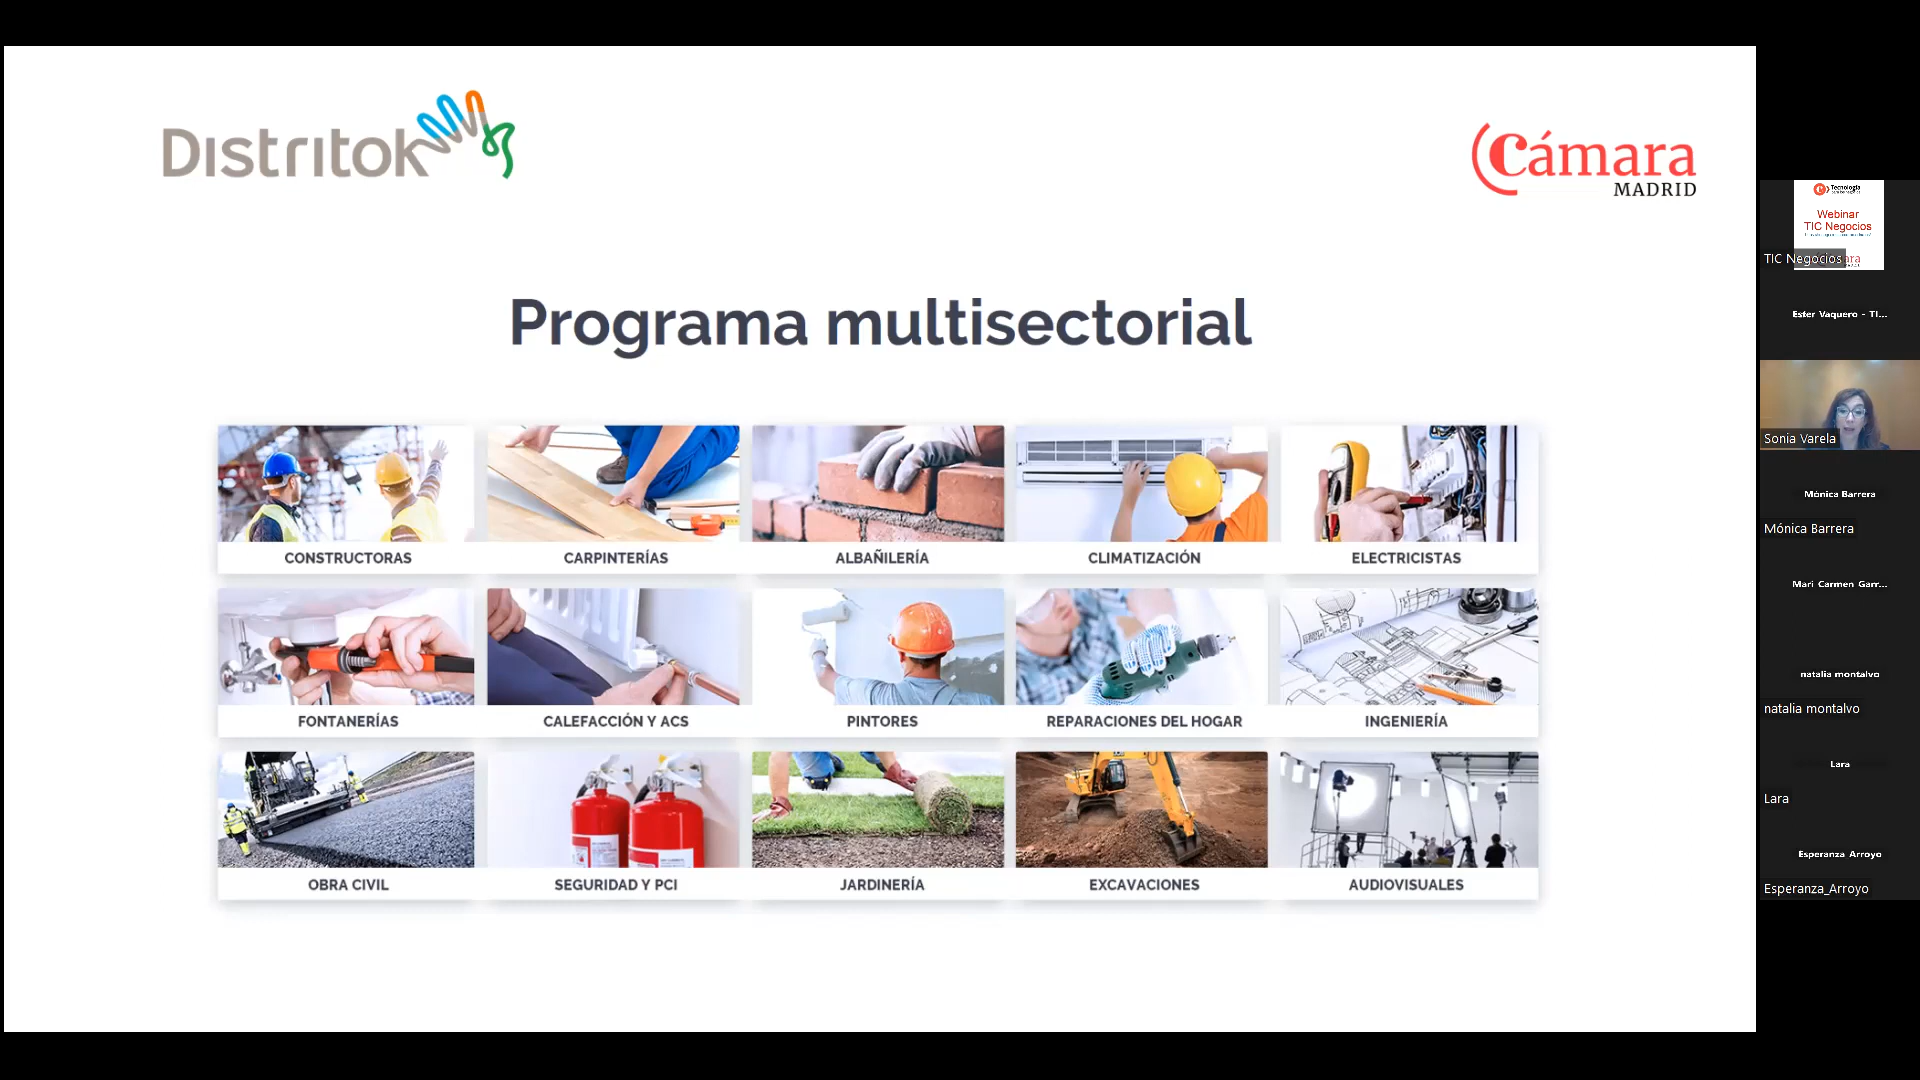 Distritok
Cámara
MADRID
Programa multisectorial
CONSTRUCTORAS
CARPINTERÍAS
ALBAÑILERÍA
CLIMATIZACIÓN
ELECTRICISTAS
FONTANERÍAS
CALEFACCIÓN Y ACS
PINTORES
REPARACIONES DEL HOGAR
INGENIERÍA
OBRA CIVIL
SEGURIDAD Y PCI
JARDINERÍA
EXCAVACIONES
AUDIOVISUALES
Tecnología
Webinar
TIC Negocios
TIC Negocios
Ester Vaquero - TI...
Sonia Varela
Mónica Barrera
Mónica Barrera
Mari Carmen Garr...
natalia montalvo
natalia montalvo
Lara
Lara
Esperanza Arroyo
Esperanza_Arroyo